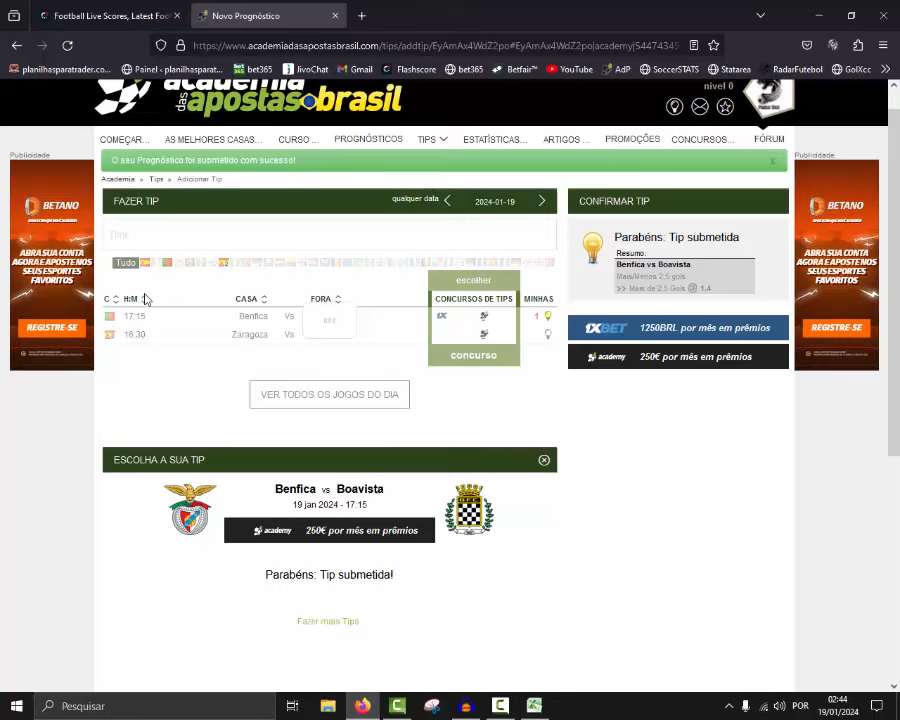 Football Live Scores, Latest Foo
Novo Prognóstico
https://www.academiadasapostasbrasil.com/tips/addtip/EyAmAx4WdZ2po#EyAmAx4WdZ2po|academy|54474345
planilhasparatrader.co...
Painel ‹ planilhasparat...
bet365
JivoChat
Gmail
Flashscore
bet365
Betfair™
YouTube
AdP
SoccerSTATS
Statarea
RadarFutebol
GolXcc
academia
das apostas brasil
nível 0
COMEÇAR...
AS MELHORES CASAS...
CURSO ...
PROGNÓSTICOS
TIPS
ESTATÍSTICAS...
ARTIGOS ...
PROMOÇÕES
CONCURSOS...
FÓRUM
Publicidade
O seu Prognóstico foi submetido com sucesso!
x
Publicidade
Academia » Tips » Adicionar Tip
FAZER TIP
qualquer data
2024-01-19
CONFIRMAR TIP
BETANO
ABRA SUA CONTA
AGORA E APOSTE
NOS SEUS
ESPORTES
FAVORITOS
REGISTRE-SE
BETANO
ABRA SUA CONTA
AGORA E APOSTE
NOS SEUS
ESPORTES
FAVORITOS
REGISTRE-SE
Time
Parabéns: Tip submetida
Resumo:
Benfica vs Boavista
Mais/Menos 2,5 gols
>> Mais de 2,5 Gols @ 1.4
Tudo
escolher
C
H:M
CASA
FORA
CONCURSOS DE TIPS
MINHAS
17:15
Benfica
Vs
1X
1
16:30
Zaragoza
Vs
concurso
1XBET 1250BRL por mês em prêmios
academy 250€ por mês em prêmios
VER TODOS OS JOGOS DO DIA
ESCOLHA A SUA TIP
Benfica vs Boavista
19 jan 2024 - 17:15
academy 250€ por mês em prêmios
Parabéns: Tip submetida!
Fazer mais Tips
Pesquisar
POR
02:44
19/01/2024